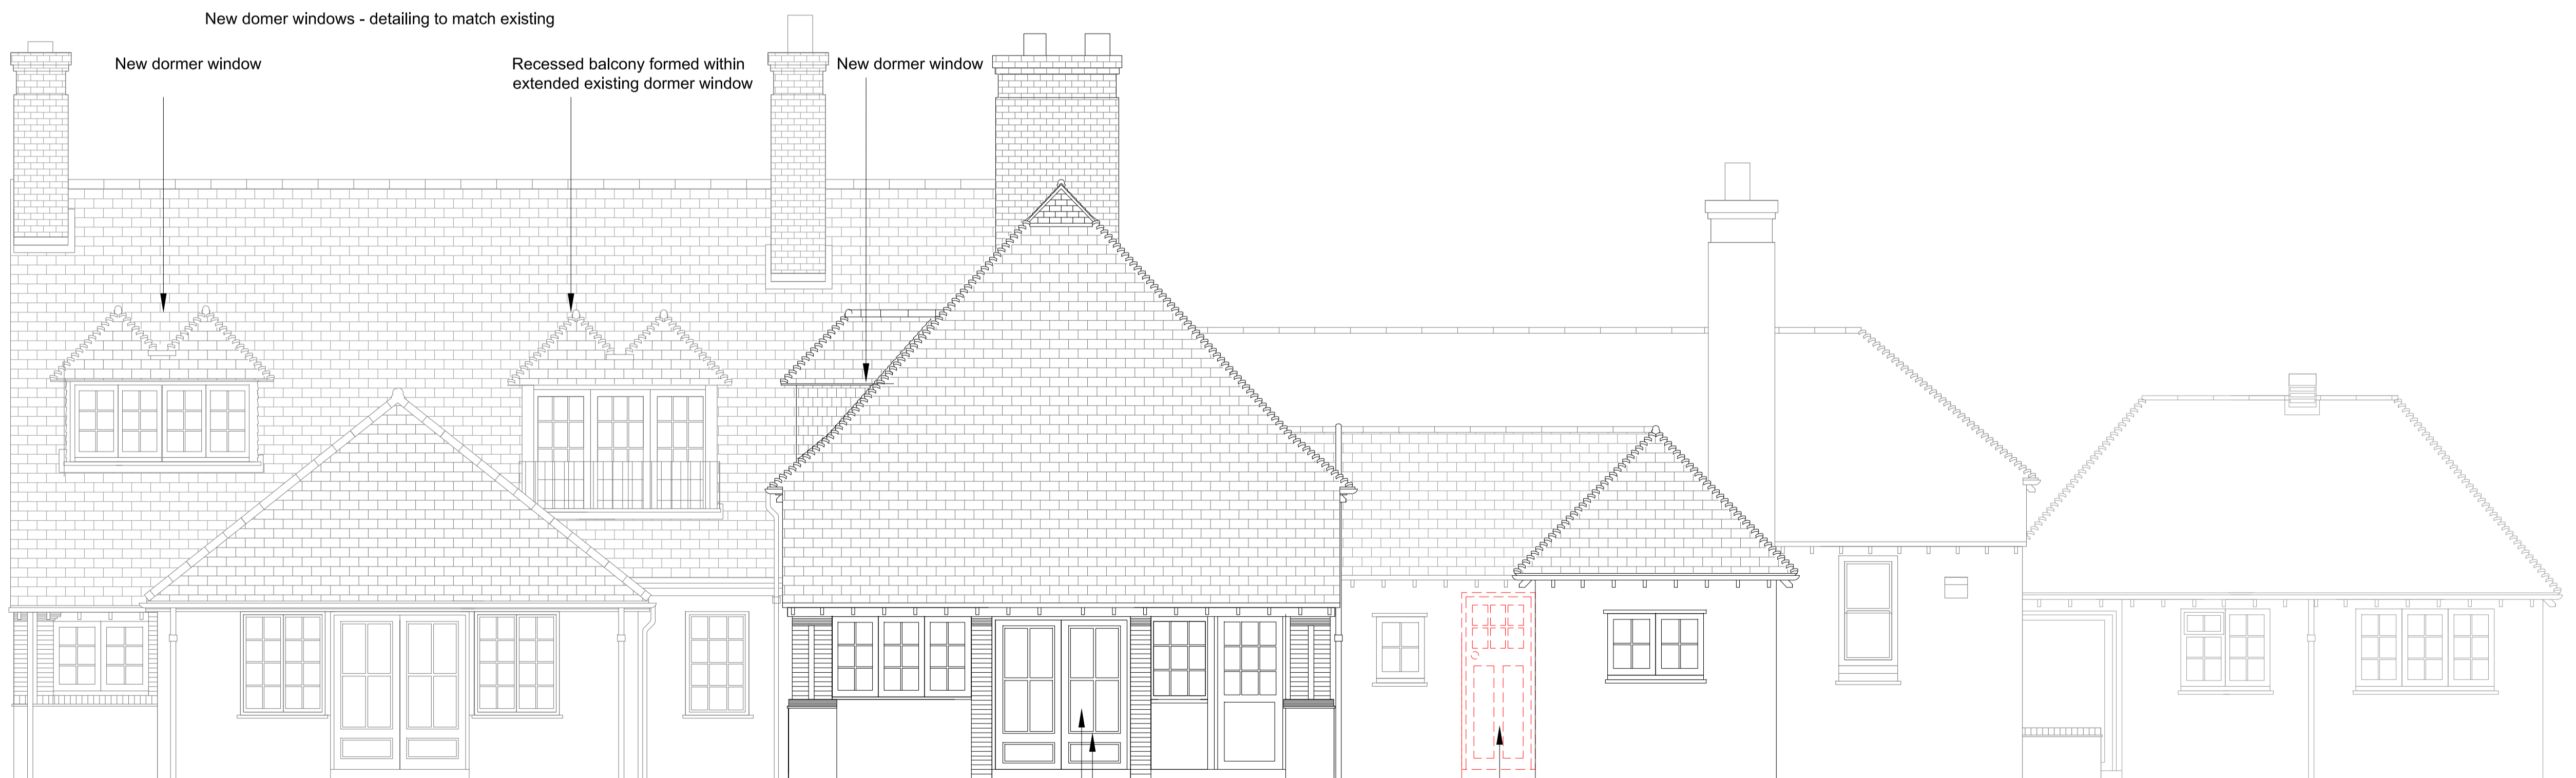 New domer windows - detailing to match existing
New dormer window
Recessed balcony formed within
extended existing dormer window
New dormer window